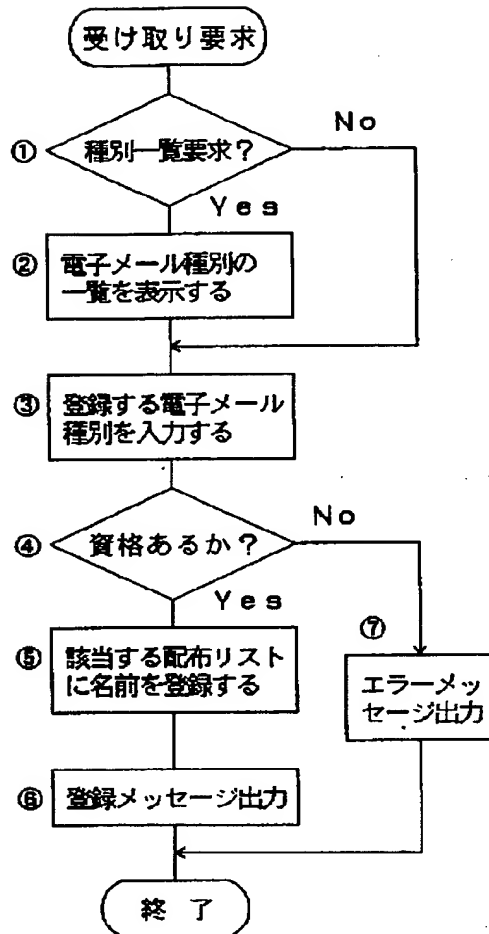 受け取り要求
① 種別一覧要求？
No
Yes
② 電子メール種別の
一覧を表示する
③ 登録する電子メール
種別を入力する
④ 資格あるか？
No
Yes
⑤ 該当する配布リスト
に名前を登録する
⑦
エラーメッ
セージ出力
⑥ 登録メッセージ出力
終了